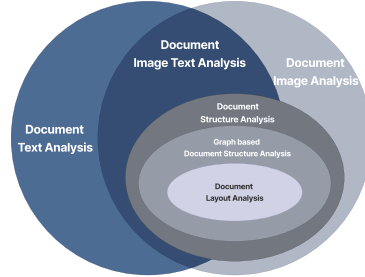 Document
Image Text Analysis
Document
Image Analysis
Document
Text Analysis
Document
Structure Analysis
Graph based
Document Structure Analysis
Document
Layout Analysis